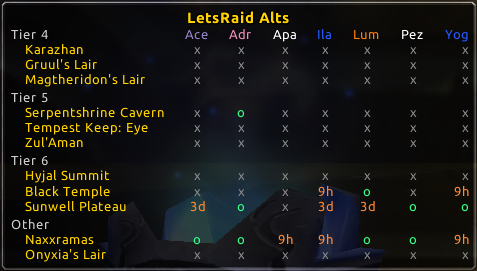 LetsRaid Alts
Tier 4 Ace Adr Apa Ila Lum Pez Yog
Karazhan x x x x x x x
Gruul's Lair x x x x x x x
Magtheridon's Lair x x x x x x x
Tier 5
Serpentshrine Cavern x o x x x x x
Tempest Keep: Eye x x x x x x x
Zul'Aman x x x x x x x
Tier 6
Hyjal Summit x x x x x x x
Black Temple x x x 9h o x 9h
Sunwell Plateau 3d o x 3d 3d o o
Other
Naxxramas o o 9h 9h o o 9h
Onyxia's Lair x x x x x x x